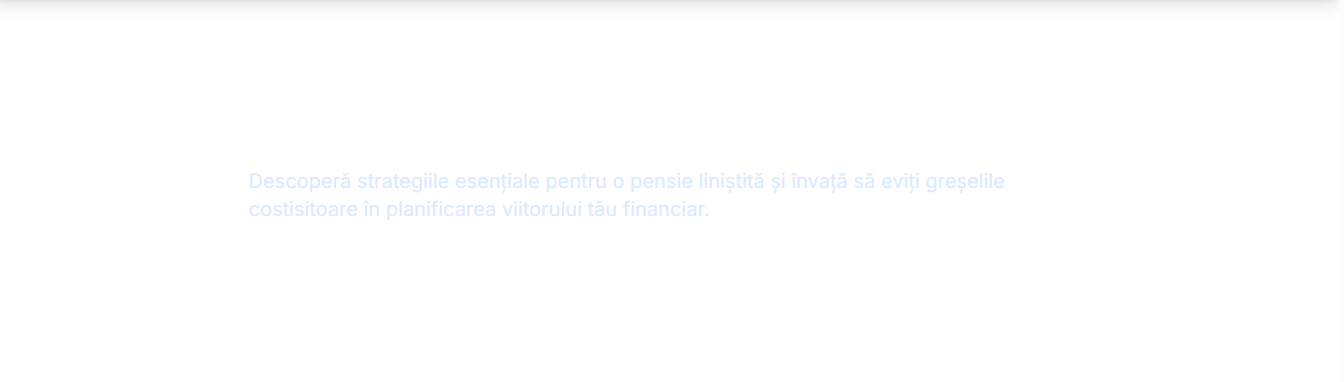 Descoperă strategiile esențiale pentru o pensie liniștită și învață să eviți greșelile
costisitoare în planificarea viitorului tău financiar.